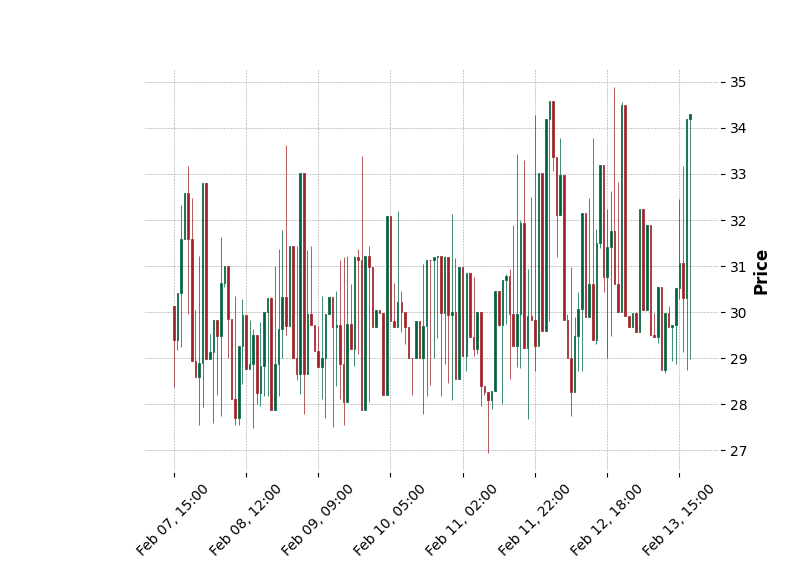 35
34
33
32
31
30
29
28
27
Price
Feb 07, 15:00
Feb 08, 12:00
Feb 09, 09:00
Feb 10, 05:00
Feb 11, 02:00
Feb 11, 22:00
Feb 12, 18:00
Feb 13, 15:00